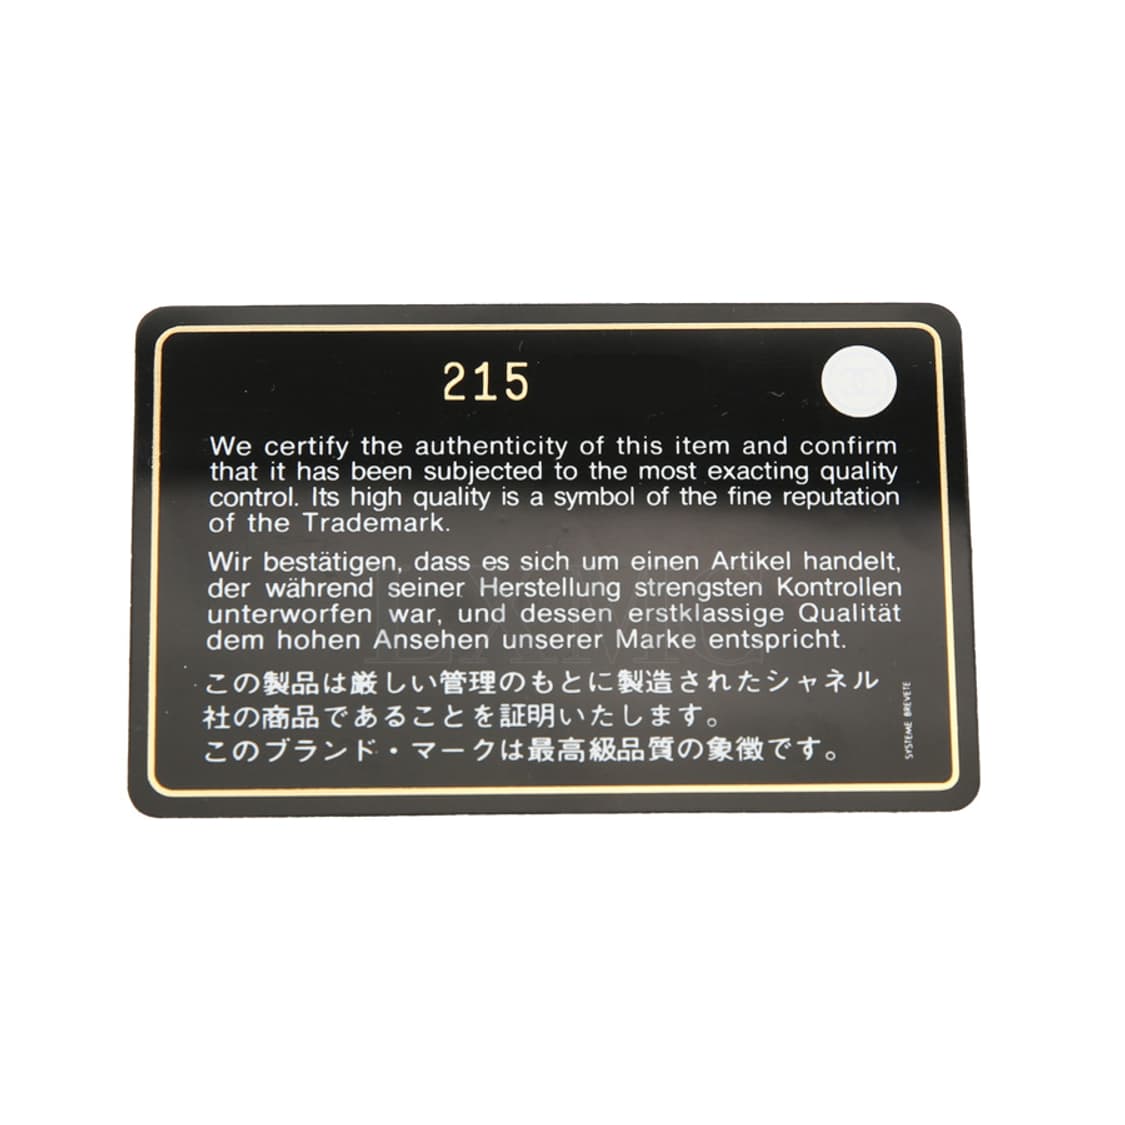 215
We certify the authenticity of this item and confirm
that it has been subjected to the most exacting quality
control. Its high quality is a symbol of the fine reputation
of the Trademark.
Wir bestätigen, dass es sich um einen Artikel handelt,
der während seiner Herstellung strengsten Kontrollen
unterworfen war, und dessen erstklassige Qualität
dem hohen Ansehen unserer Marke entspricht.
この製品は厳しい管理のもとに製造されたシャネル
社の商品であることを証明いたします。
このブランド・マークは最高級品質の象徴です。
SYSTEME BREVETE